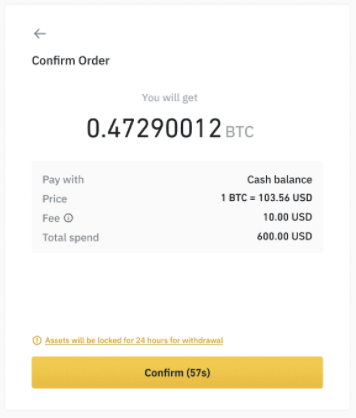 Confirm Order
You will get
0.47290012 BTC
Pay with Cash balance
Price 1 BTC = 103.56 USD
Fee 10.00 USD
Total spend 600.00 USD
Assets will be locked for 24 hours for withdrawal
Confirm (57s)